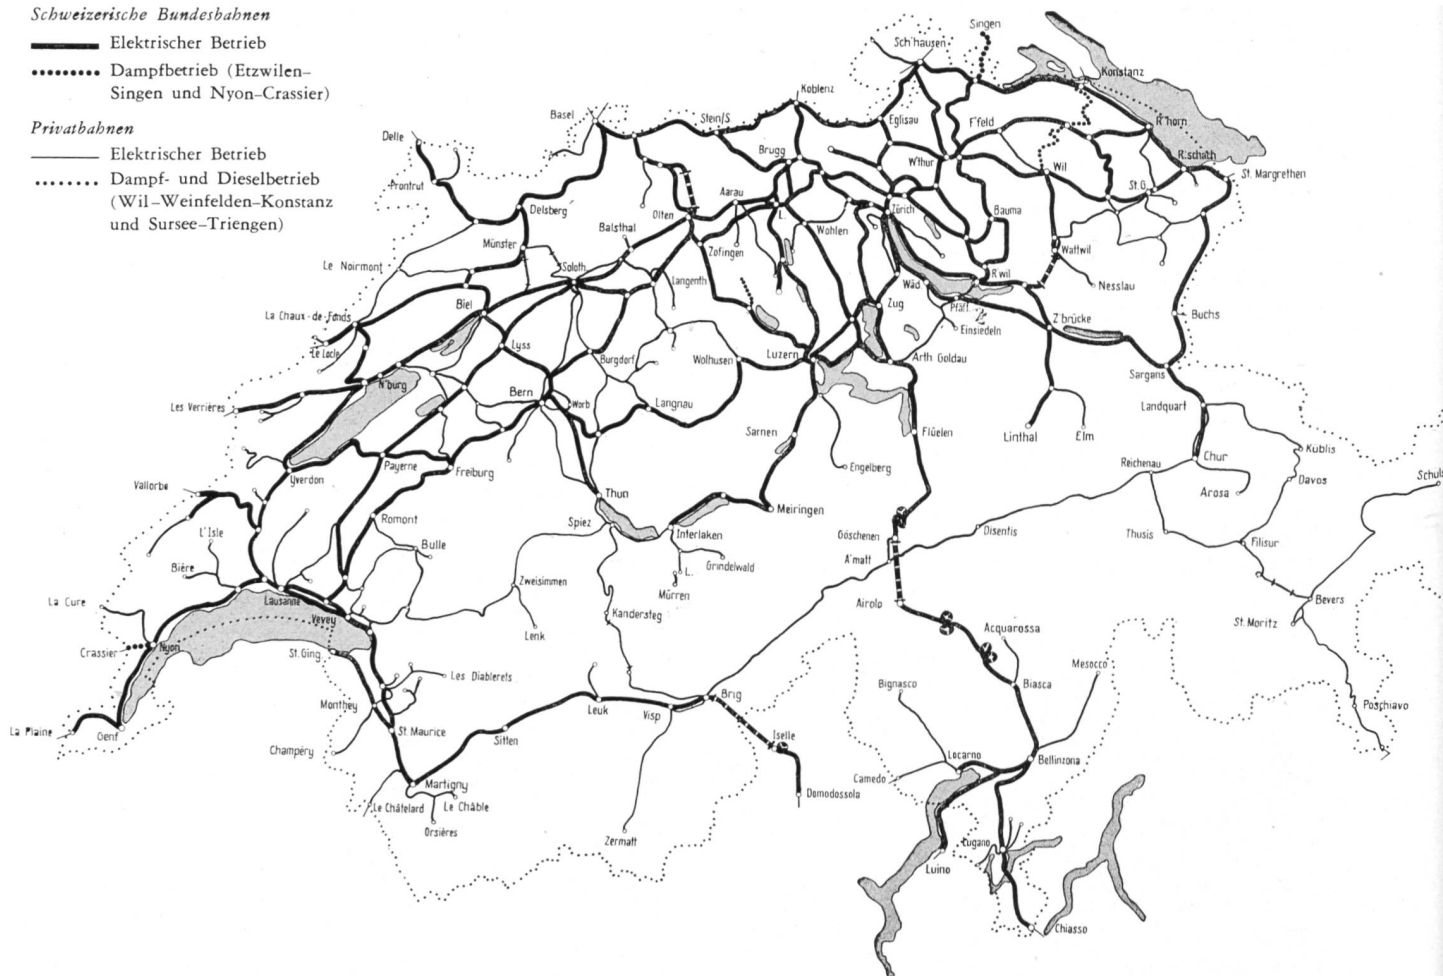 Schweizerische Bundesbahnen
Elektrischer Betrieb
Dampfbetrieb (Etzwilen–
Singen und Nyon–Crassier)
Privatbahnen
Elektrischer Betrieb
Dampf- und Dieselbetrieb
(Wil–Weinfelden–Konstanz
und Sursee–Triengen)
Singen
Sch'hausen
Konstanz
Koblenz
Basel
Stein/S.
Eglisau
F'feld
R'horn
Delle
Brugg
W'thur
Wil
R'schach
St. Margrethen
Pruntrut
Aarau
St.G.
Delsberg
Olten
L.
Zürich
Bauma
Balsthal
Wohlen
Münster
Zofingen
Wattwil
Le Noirmont
Soloth.
Langenth
Wäd
R'wil
Nesslau
Biel
Zug
Pfäff.
La Chaux-de-Fonds
Einsiedeln
Z'brücke
Buchs
Le Locle
Lyss
Burgdorf
Wolhusen
Luzern
Arth Goldau
Sargans
N'burg
Bern
Worb
Langnau
Les Verrières
Landquart
Sarnen
Flüelen
Linthal
Elm
Küblis
Yverdon
Payerne
Freiburg
Engelberg
Reichenau
Chur
Davos
Schuls
Vallorbe
Thun
Arosa
Meiringen
Romont
Spiez
Interlaken
Göschenen
Disentis
Thusis
Filisur
L'Isle
Bulle
A'matt
Grindelwald
Bière
L.
Zweisimmen
Mürren
La Cure
Lausanne
Vevey
Kandersteg
Airolo
Bevers
St. Moritz
Crassier
Nyon
Lenk
Acquarossa
St. Ging
Mesocco
Les Diablerets
Bignasco
Biasca
Monthey
Brig
Leuk
Visp
Poschiavo
La Plaine
Genf
St. Maurice
Sitten
Iselle
Champéry
Locarno
Bellinzona
Martigny
Camedo
Domodossola
Le Châtelard
Le Châble
Orsières
Zermatt
Lugano
Luino
Chiasso